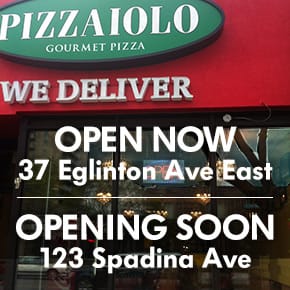 PIZZAIOLO
GOURMET PIZZA
WE DELIVER
OPEN NOW
37 Eglinton Ave East
OPENING SOON
123 Spadina Ave